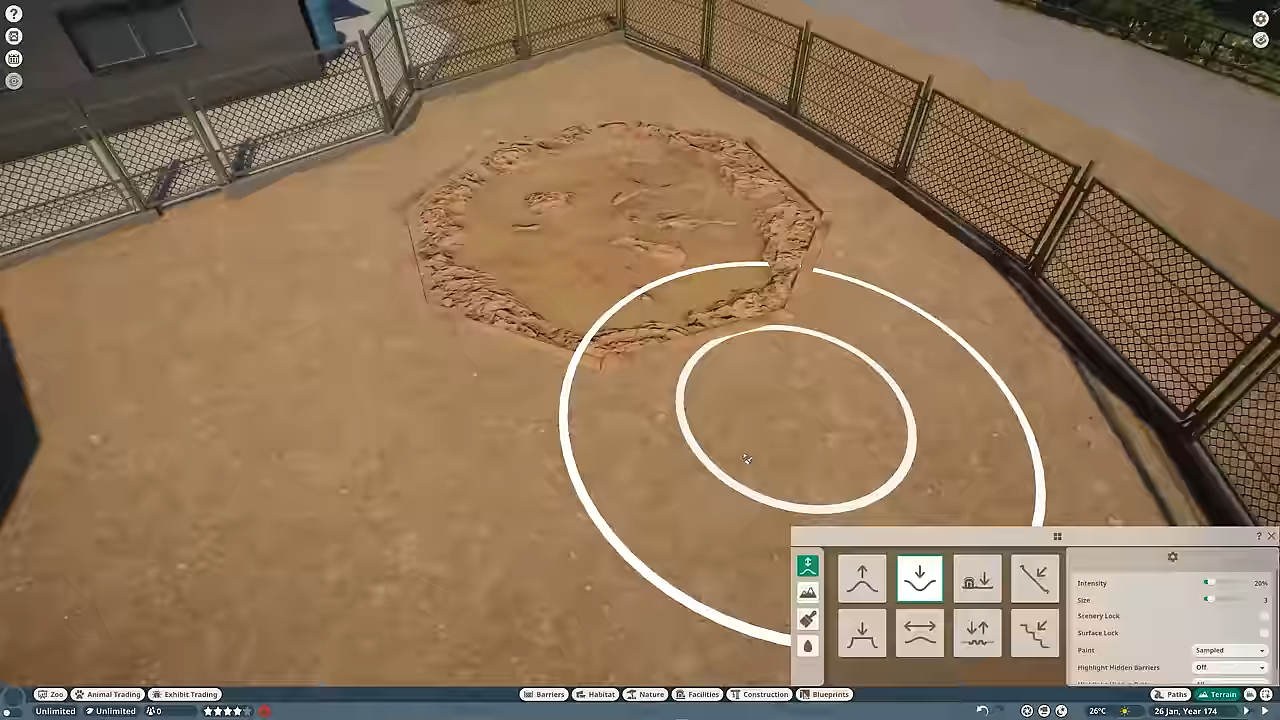 ?
? ×
Intensity 20%
Size 3
Scenery Lock
Surface Lock
Paint Sampled
Highlight Hidden Barriers Off
Zoo Animal Trading Exhibit Trading Barriers Habitat Nature Facilities Construction Blueprints Paths Terrain
Unlimited Unlimited 0 26°C 26 Jan, Year 174